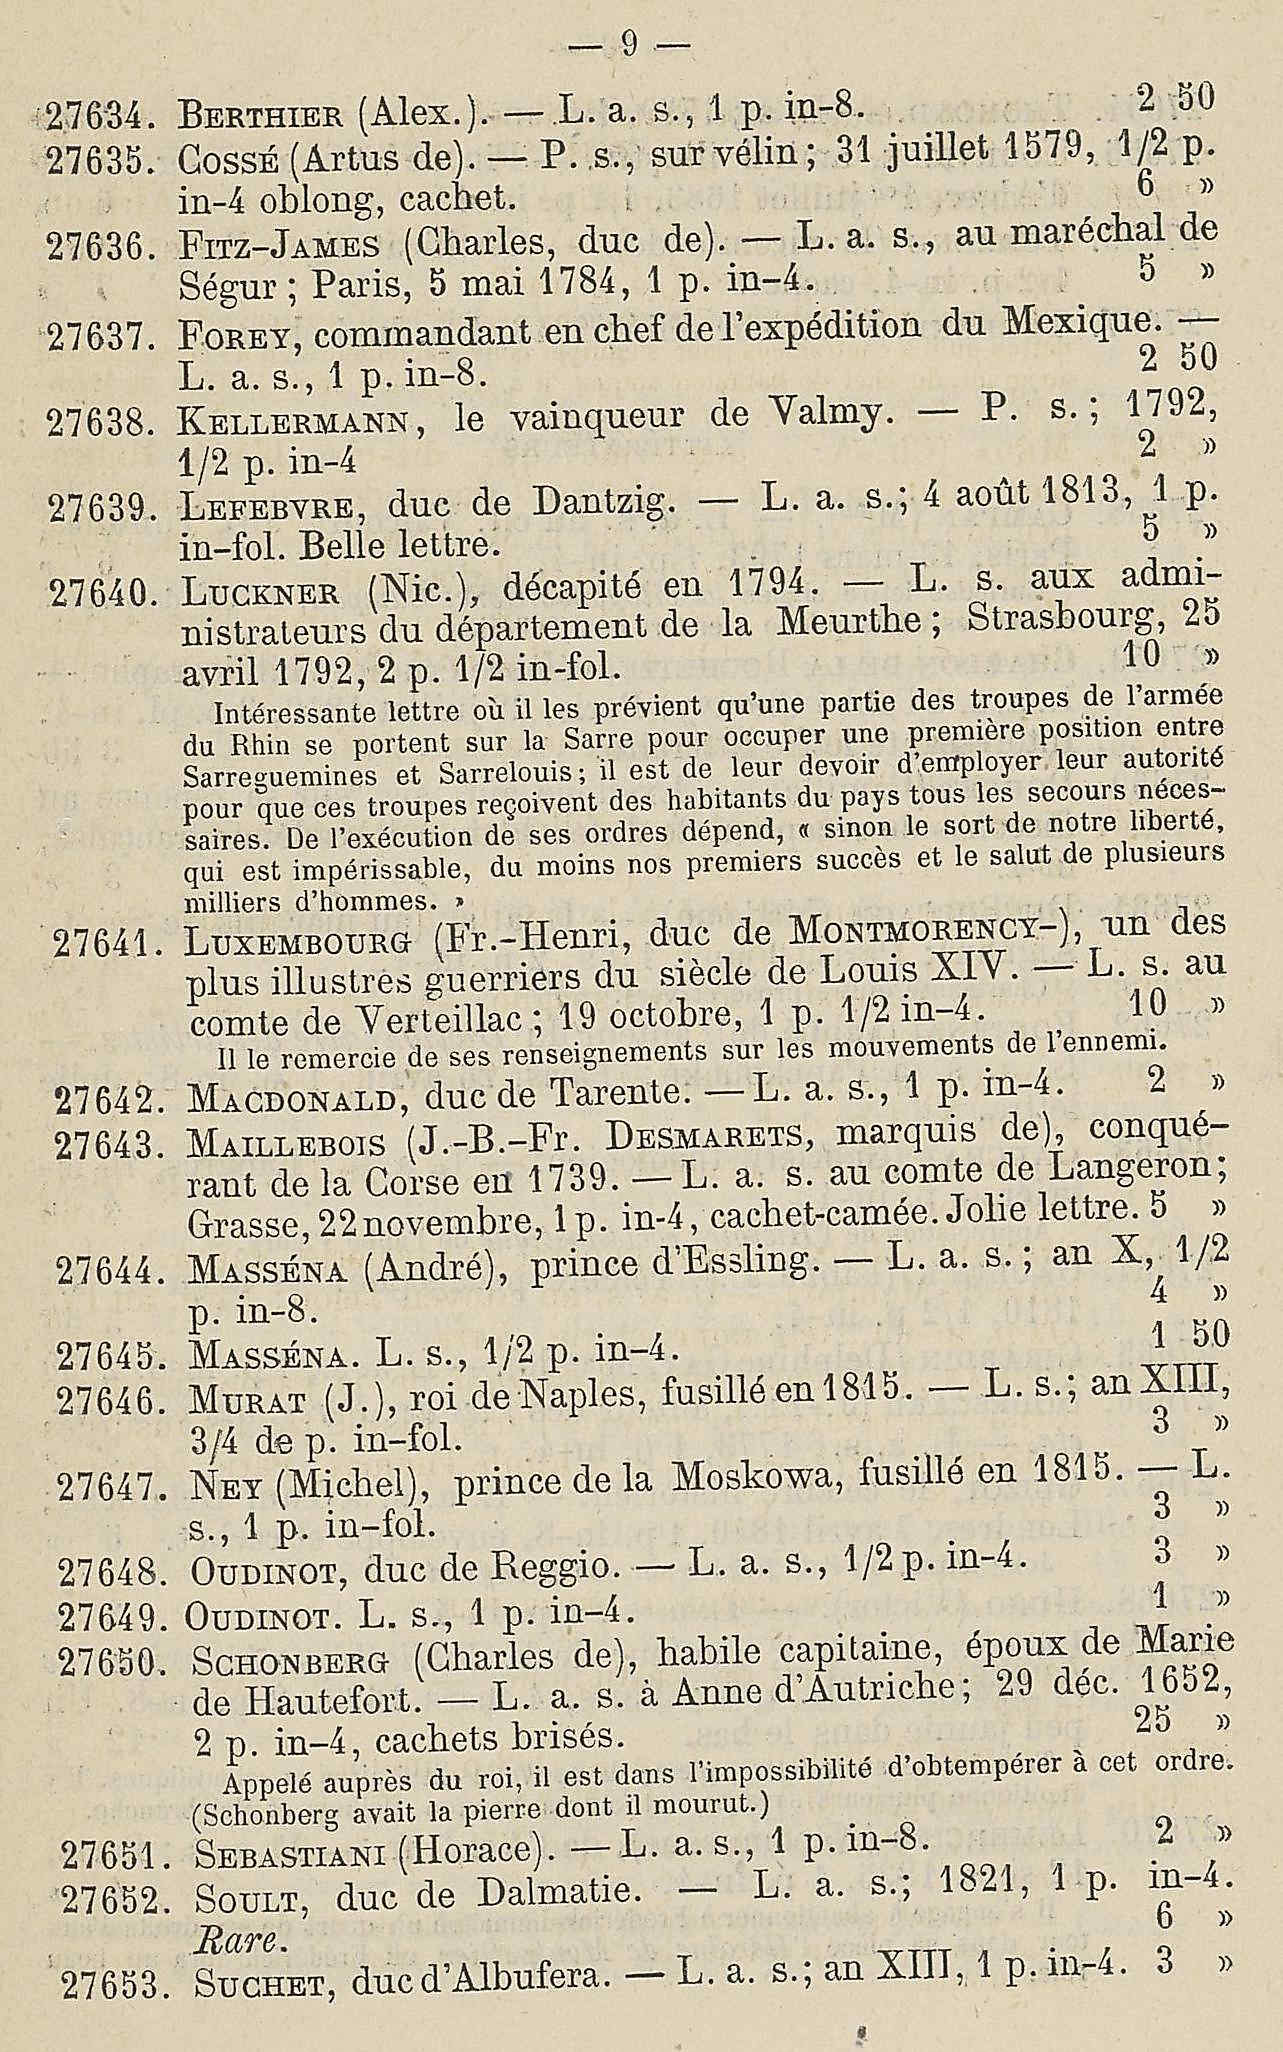 — 9 —
27634. BERTHIER (Alex.). — L. a. s., 1 p. in-8. 2 50
27635. COSSÉ (Artus de). — P. s., sur vélin; 31 juillet 1579, 1/2 p.
in-4 oblong, cachet. 6 »
27636. FITZ-JAMES (Charles, duc de). — L. a. s., au maréchal de
Ségur; Paris, 5 mai 1784, 1 p. in-4. 5 »
27637. FOREY, commandant en chef de l'expédition du Mexique. —
L. a. s., 1 p. in-8. 2 50
27638. KELLERMANN, le vainqueur de Valmy. — P. s.; 1792,
1/2 p. in-4 2 »
27639. LEFEBVRE, duc de Dantzig. — L. a. s.; 4 août 1813, 1 p.
in-fol. Belle lettre. 5 »
27640. LUCKNER (Nic.), décapité en 1794. — L. s. aux admi-
nistrateurs du département de la Meurthe; Strasbourg, 25
avril 1792, 2 p. 1/2 in-fol. 10 »
Intéressante lettre où il les prévient qu'une partie des troupes de l'armée
du Rhin se portent sur la Sarre pour occuper une première position entre
Sarreguemines et Sarrelouis; il est de leur devoir d'employer leur autorité
pour que ces troupes reçoivent des habitants du pays tous les secours néces-
saires. De l'exécution de ses ordres dépend, « sinon le sort de notre liberté,
qui est impérissable, du moins nos premiers succès et le salut de plusieurs
milliers d'hommes. »
27641. LUXEMBOURG (Fr.-Henri, duc de MONTMORENCY-), un des
plus illustres guerriers du siècle de Louis XIV. — L. s. au
comte de Verteillac; 19 octobre, 1 p. 1/2 in-4. 10 »
Il le remercie de ses renseignements sur les mouvements de l'ennemi.
27642. MACDONALD, duc de Tarente. — L. a. s., 1 p. in-4. 2 »
27643. MAILLEBOIS (J.-B.-Fr. DESMARETS, marquis de), conqué-
rant de la Corse en 1739. — L. a. s. au comte de Langeron;
Grasse, 22 novembre, 1 p. in-4, cachet-camée. Jolie lettre. 5 »
27644. MASSÉNA (André), prince d'Essling. — L. a. s.; an X, 1/2
p. in-8. 4 »
27645. MASSÉNA. L. s., 1/2 p. in-4. 1 50
27646. MURAT (J.), roi de Naples, fusillé en 1815. — L. s.; an XIII,
3/4 de p. in-fol. 3 »
27647. NEY (Michel), prince de la Moskowa, fusillé en 1815. — L.
s., 1 p. in-fol. 3 »
27648. OUDINOT, duc de Reggio. — L. a. s., 1/2 p. in-4. 3 »
27649. OUDINOT. L. s., 1 p. in-4. 1 »
27650. SCHONBERG (Charles de), habile capitaine, époux de Marie
de Hautefort. — L. a. s. à Anne d'Autriche; 29 déc. 1652,
2 p. in-4, cachets brisés. 25 »
Appelé auprès du roi, il est dans l'impossibilité d'obtempérer à cet ordre.
(Schonberg avait la pierre dont il mourut.)
27651. SEBASTIANI (Horace). — L. a. s., 1 p. in-8. 2 »
27652. SOULT, duc de Dalmatie. — L. a. s.; 1821, 1 p. in-4.
Rare. 6 »
27653. SUCHET, duc d'Albufera. — L. a. s.; an XIII, 1 p. in-4. 3 »